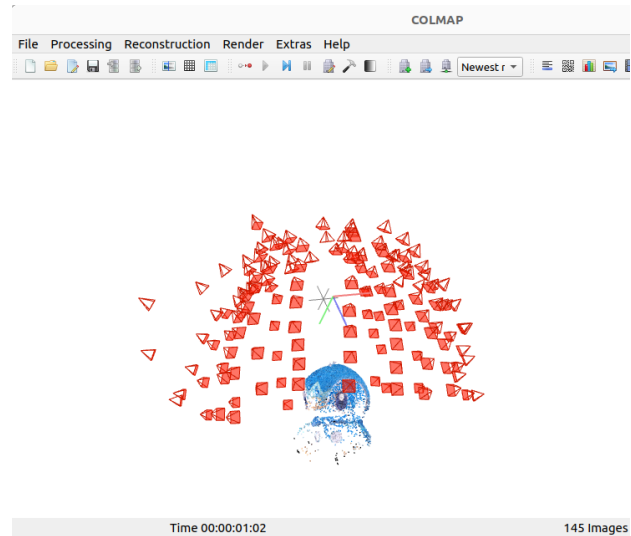 COLMAP
File Processing Reconstruction Render Extras Help
Newest r
Time 00:00:01:02 145 Images